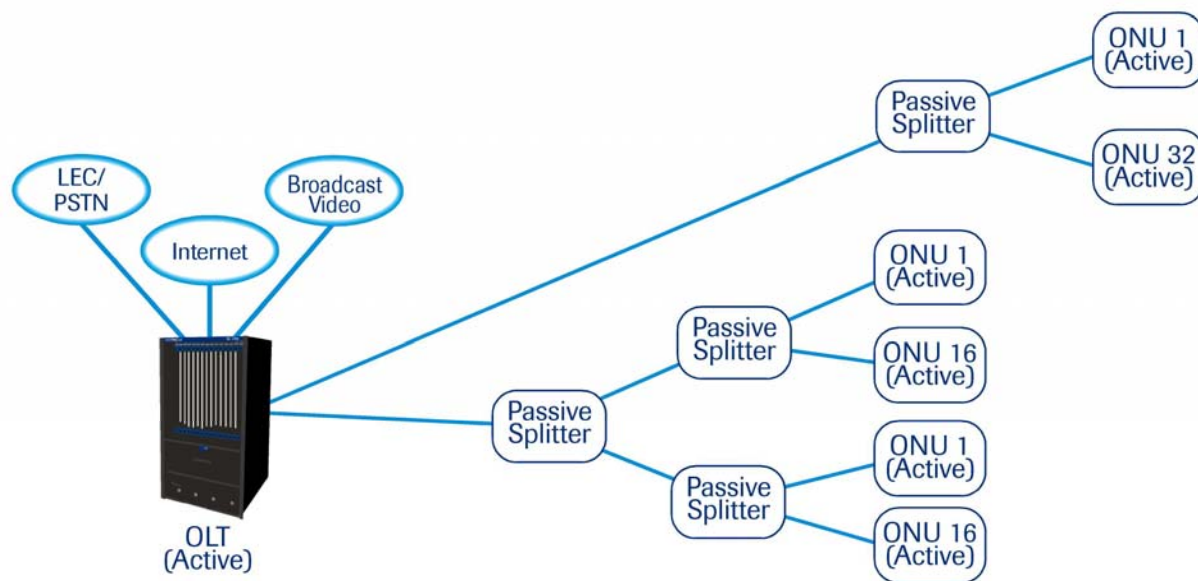 LEC/
PSTN
Internet
Broadcast
Video
OLT
(Active)
Passive
Splitter
ONU 1
(Active)
ONU 32
(Active)
Passive
Splitter
Passive
Splitter
ONU 1
(Active)
ONU 16
(Active)
Passive
Splitter
ONU 1
(Active)
ONU 16
(Active)